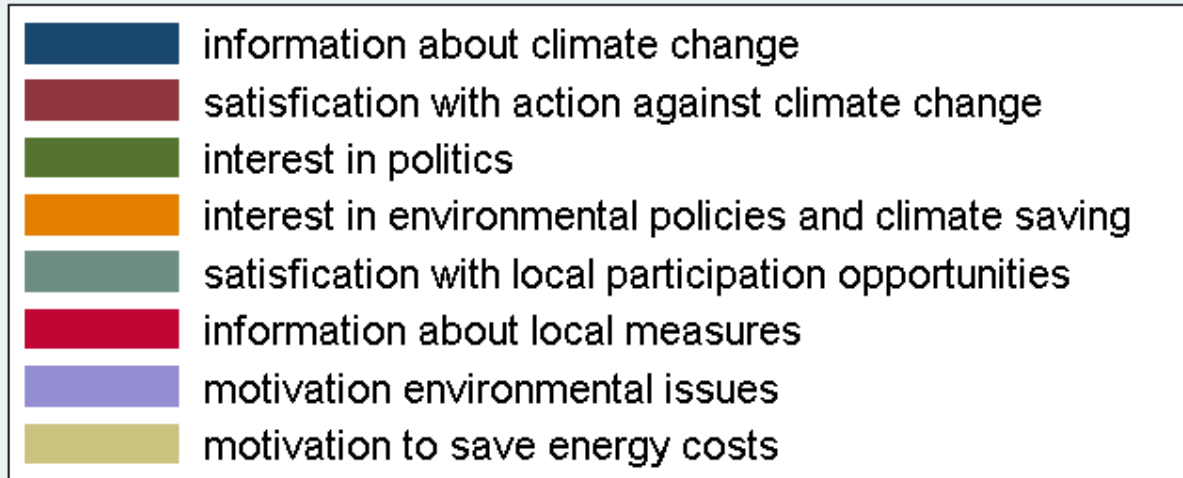 information about climate change
satisfication with action against climate change
interest in politics
interest in environmental policies and climate saving
satisfication with local participation opportunities
information about local measures
motivation environmental issues
motivation to save energy costs